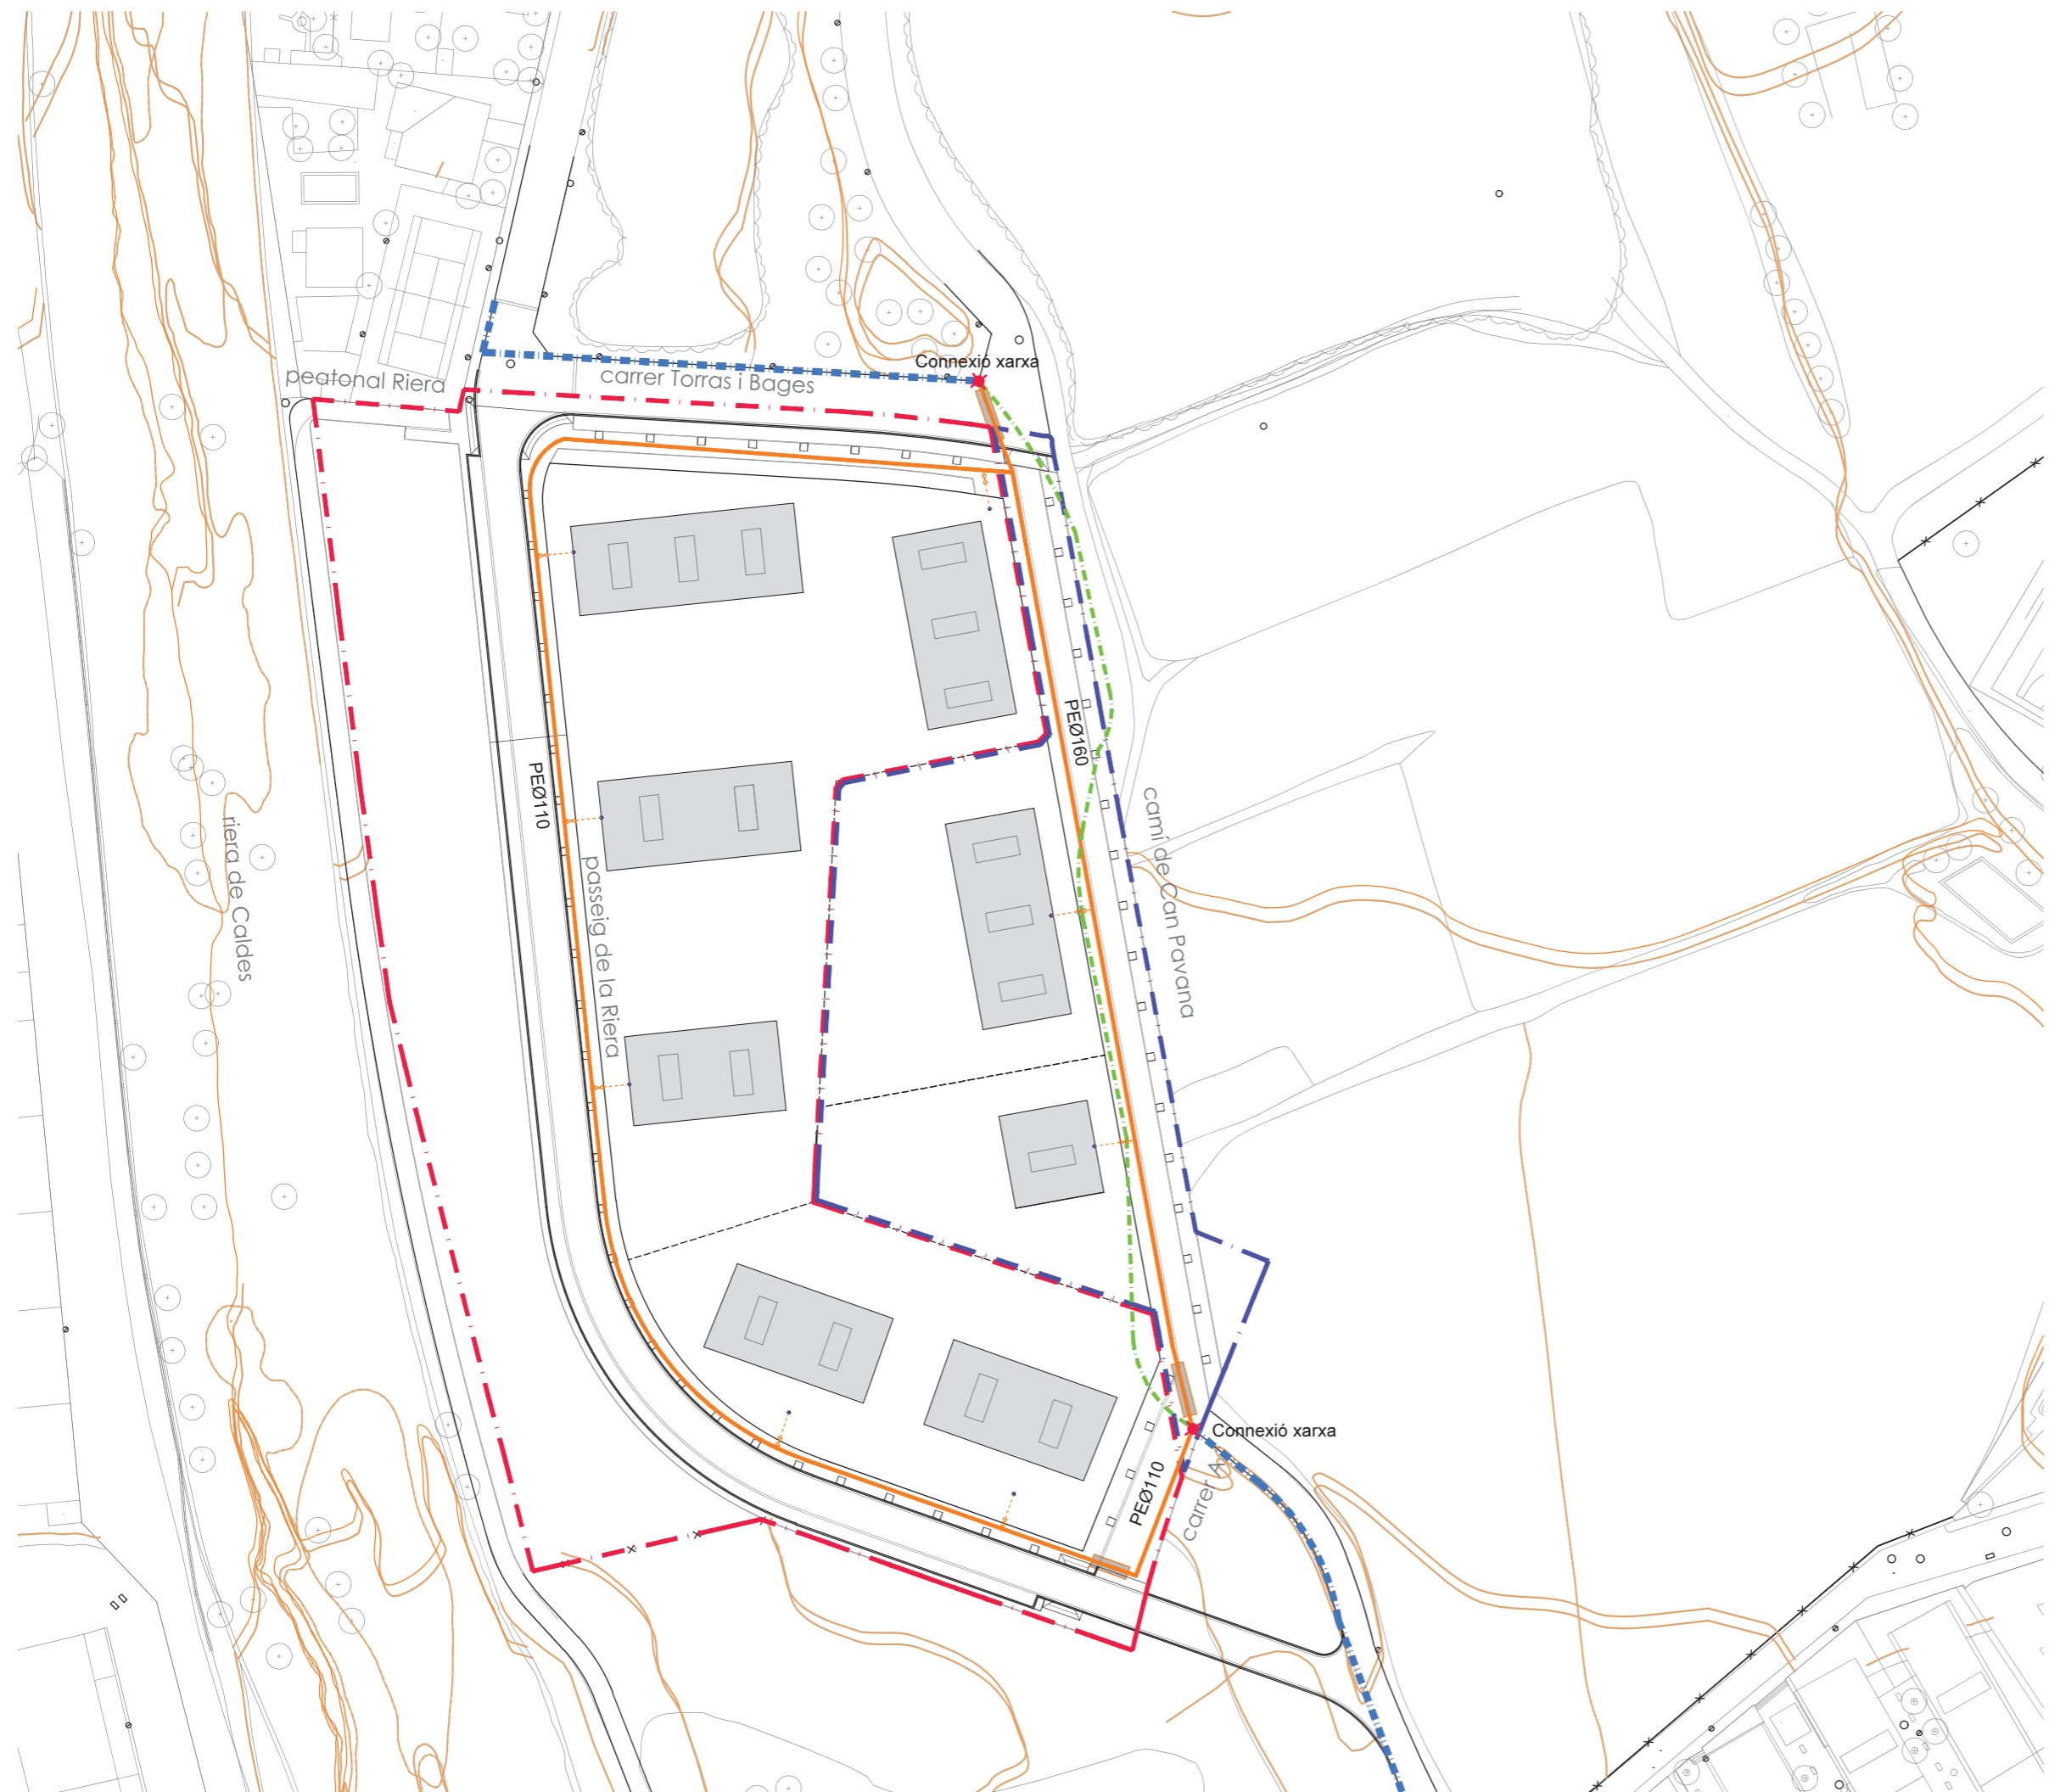 Connexió xarxa
peatonal Riera
carrer Torras i Bages
PEØ160
PEØ110
camí de Can Pavana
riera de Caldes
passeig de la Riera
Connexió xarxa
PEØ110
carrer A